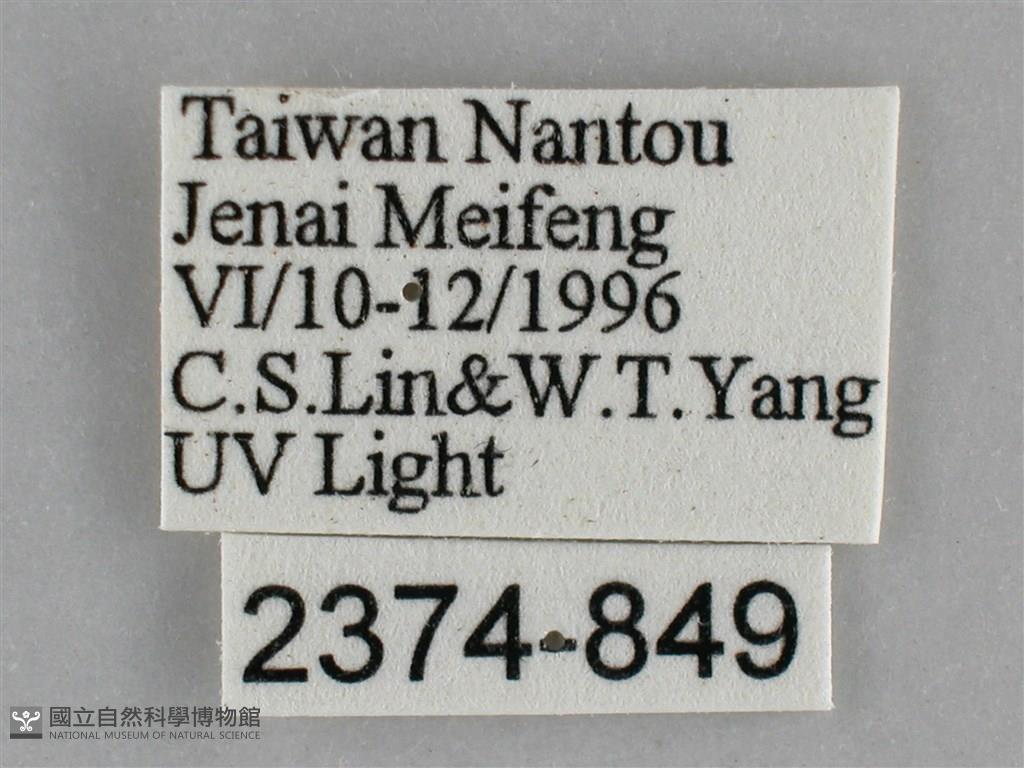 Taiwan Nantou
Jenai Meifeng
VI/10-12/1996
C.S.Lin&W.T.Yang
UV Light
2374-849
國立自然科學博物館
NATIONAL MUSEUM OF NATURAL SCIENCE